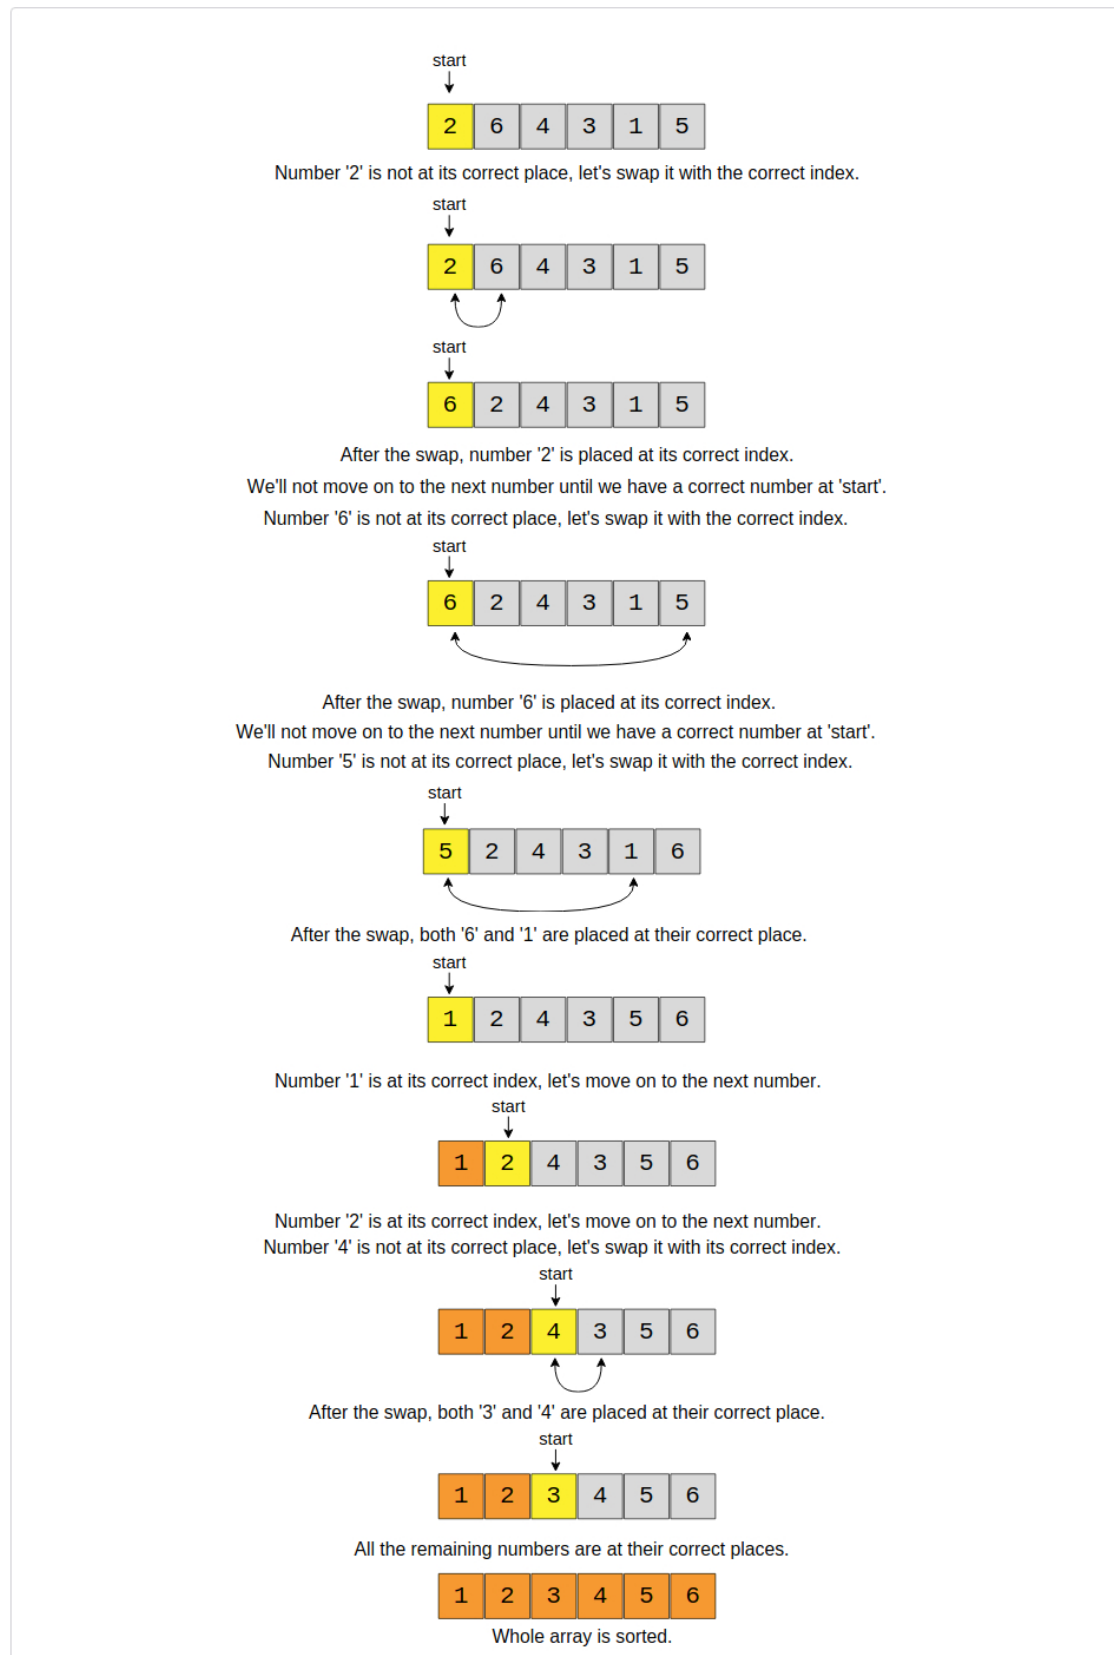 start
2 6 4 3 1 5
Number '2' is not at its correct place, let's swap it with the correct index.
start
2 6 4 3 1 5
start
6 2 4 3 1 5
After the swap, number '2' is placed at its correct index.
We'll not move on to the next number until we have a correct number at 'start'.
Number '6' is not at its correct place, let's swap it with the correct index.
start
6 2 4 3 1 5
After the swap, number '6' is placed at its correct index.
We'll not move on to the next number until we have a correct number at 'start'.
Number '5' is not at its correct place, let's swap it with the correct index.
start
5 2 4 3 1 6
After the swap, both '6' and '1' are placed at their correct place.
start
1 2 4 3 5 6
Number '1' is at its correct index, let's move on to the next number.
start
1 2 4 3 5 6
Number '2' is at its correct index, let's move on to the next number.
Number '4' is not at its correct place, let's swap it with its correct index.
start
1 2 4 3 5 6
After the swap, both '3' and '4' are placed at their correct place.
start
1 2 3 4 5 6
All the remaining numbers are at their correct places.
1 2 3 4 5 6
Whole array is sorted.